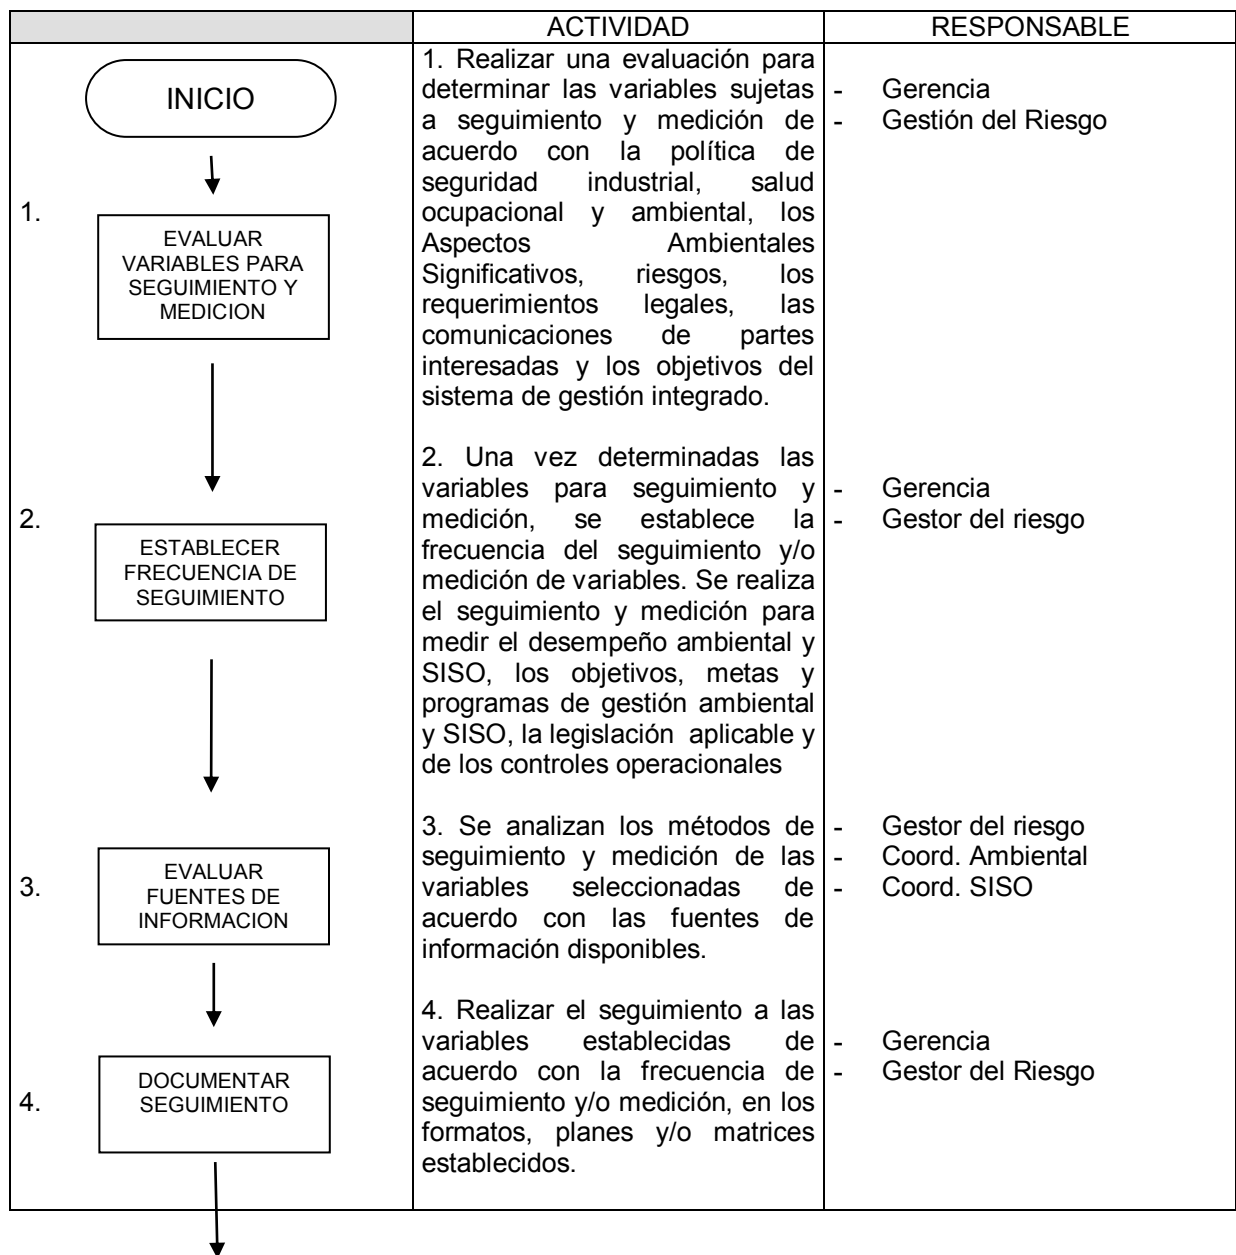 ACTIVIDAD
RESPONSABLE
INICIO
1.
EVALUAR
VARIABLES PARA
SEGUIMIENTO Y
MEDICION
1. Realizar una evaluación para
determinar las variables sujetas
a seguimiento y medición de
acuerdo con la política de
seguridad industrial, salud
ocupacional y ambiental, los
Aspectos Ambientales
Significativos, riesgos, los
requerimientos legales, las
comunicaciones de partes
interesadas y los objetivos del
sistema de gestión integrado.
- Gerencia
- Gestión del Riesgo
2.
ESTABLECER
FRECUENCIA DE
SEGUIMIENTO
2. Una vez determinadas las
variables para seguimiento y
medición, se establece la
frecuencia del seguimiento y/o
medición de variables. Se realiza
el seguimiento y medición para
medir el desempeño ambiental y
SISO, los objetivos, metas y
programas de gestión ambiental
y SISO, la legislación aplicable y
de los controles operacionales
- Gerencia
- Gestor del riesgo
3.
EVALUAR
FUENTES DE
INFORMACION
3. Se analizan los métodos de
seguimiento y medición de las
variables seleccionadas de
acuerdo con las fuentes de
información disponibles.
- Gestor del riesgo
- Coord. Ambiental
- Coord. SISO
4.
DOCUMENTAR
SEGUIMIENTO
4. Realizar el seguimiento a las
variables establecidas de
acuerdo con la frecuencia de
seguimiento y/o medición, en los
formatos, planes y/o matrices
establecidos.
- Gerencia
- Gestor del Riesgo